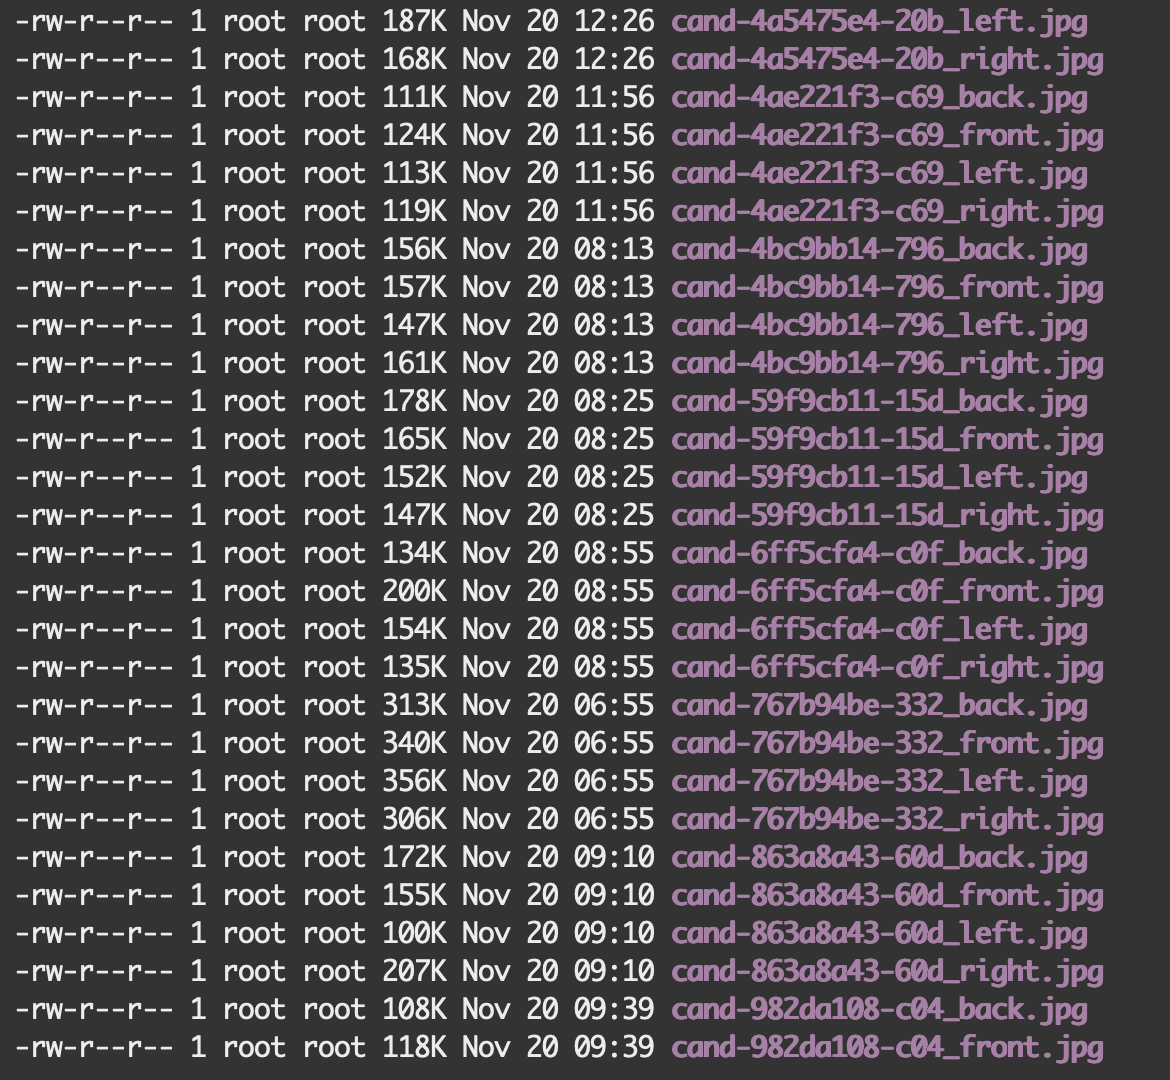 -rw-r--r-- 1 root root 187K Nov 20 12:26 cand-4a5475e4-20b_left.jpg
-rw-r--r-- 1 root root 168K Nov 20 12:26 cand-4a5475e4-20b_right.jpg
-rw-r--r-- 1 root root 111K Nov 20 11:56 cand-4ae221f3-c69_back.jpg
-rw-r--r-- 1 root root 124K Nov 20 11:56 cand-4ae221f3-c69_front.jpg
-rw-r--r-- 1 root root 113K Nov 20 11:56 cand-4ae221f3-c69_left.jpg
-rw-r--r-- 1 root root 119K Nov 20 11:56 cand-4ae221f3-c69_right.jpg
-rw-r--r-- 1 root root 156K Nov 20 08:13 cand-4bc9bb14-796_back.jpg
-rw-r--r-- 1 root root 157K Nov 20 08:13 cand-4bc9bb14-796_front.jpg
-rw-r--r-- 1 root root 147K Nov 20 08:13 cand-4bc9bb14-796_left.jpg
-rw-r--r-- 1 root root 161K Nov 20 08:13 cand-4bc9bb14-796_right.jpg
-rw-r--r-- 1 root root 178K Nov 20 08:25 cand-59f9cb11-15d_back.jpg
-rw-r--r-- 1 root root 165K Nov 20 08:25 cand-59f9cb11-15d_front.jpg
-rw-r--r-- 1 root root 152K Nov 20 08:25 cand-59f9cb11-15d_left.jpg
-rw-r--r-- 1 root root 147K Nov 20 08:25 cand-59f9cb11-15d_right.jpg
-rw-r--r-- 1 root root 134K Nov 20 08:55 cand-6ff5cfa4-c0f_back.jpg
-rw-r--r-- 1 root root 200K Nov 20 08:55 cand-6ff5cfa4-c0f_front.jpg
-rw-r--r-- 1 root root 154K Nov 20 08:55 cand-6ff5cfa4-c0f_left.jpg
-rw-r--r-- 1 root root 135K Nov 20 08:55 cand-6ff5cfa4-c0f_right.jpg
-rw-r--r-- 1 root root 313K Nov 20 06:55 cand-767b94be-332_back.jpg
-rw-r--r-- 1 root root 340K Nov 20 06:55 cand-767b94be-332_front.jpg
-rw-r--r-- 1 root root 356K Nov 20 06:55 cand-767b94be-332_left.jpg
-rw-r--r-- 1 root root 306K Nov 20 06:55 cand-767b94be-332_right.jpg
-rw-r--r-- 1 root root 172K Nov 20 09:10 cand-863a8a43-60d_back.jpg
-rw-r--r-- 1 root root 155K Nov 20 09:10 cand-863a8a43-60d_front.jpg
-rw-r--r-- 1 root root 100K Nov 20 09:10 cand-863a8a43-60d_left.jpg
-rw-r--r-- 1 root root 207K Nov 20 09:10 cand-863a8a43-60d_right.jpg
-rw-r--r-- 1 root root 108K Nov 20 09:39 cand-982da108-c04_back.jpg
-rw-r--r-- 1 root root 118K Nov 20 09:39 cand-982da108-c04_front.jpg